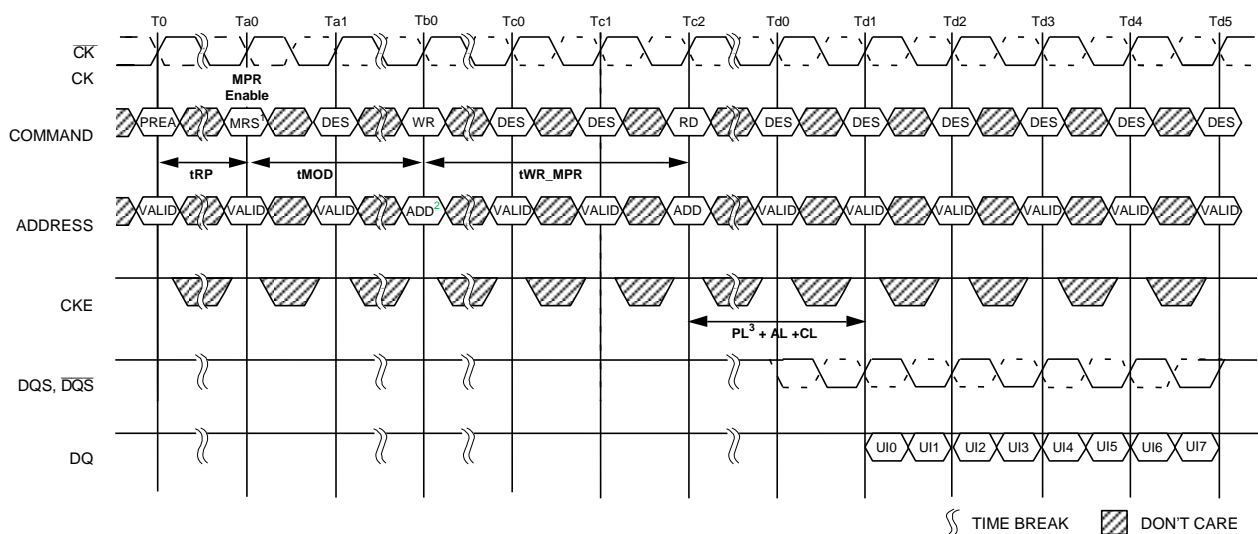 T0 Ta0 Ta1 Tb0 Tc0 Tc1 Tc2 Td0 Td1 Td2 Td3 Td4 Td5
CK
CK
MPR
Enable
COMMAND PREA MRS1 DES WR DES DES RD DES DES DES DES DES DES
tRP tMOD tWR_MPR
ADDRESS VALID VALID VALID ADD2 VALID VALID ADD VALID VALID VALID VALID VALID VALID
CKE
PL3 + AL +CL
DQS, DQS
DQ UI0 UI1 UI2 UI3 UI4 UI5 UI6 UI7
TIME BREAK DON'T CARE